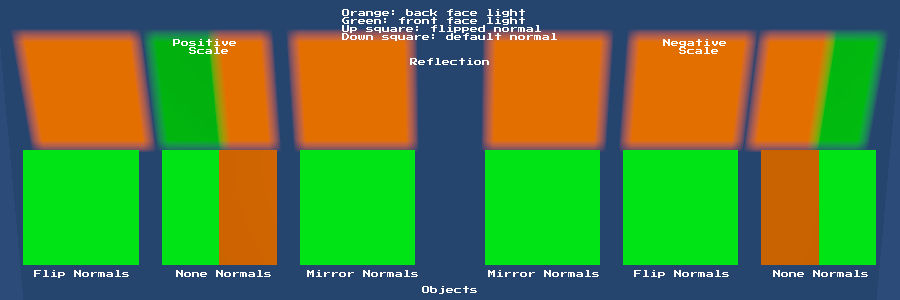 Orange: back face light
Green: front face light
Up square: flipped normal
Down square: default normal
Positive
Scale
Negative
Scale
Reflection
Flip Normals
None Normals
Mirror Normals
Mirror Normals
Flip Normals
None Normals
Objects